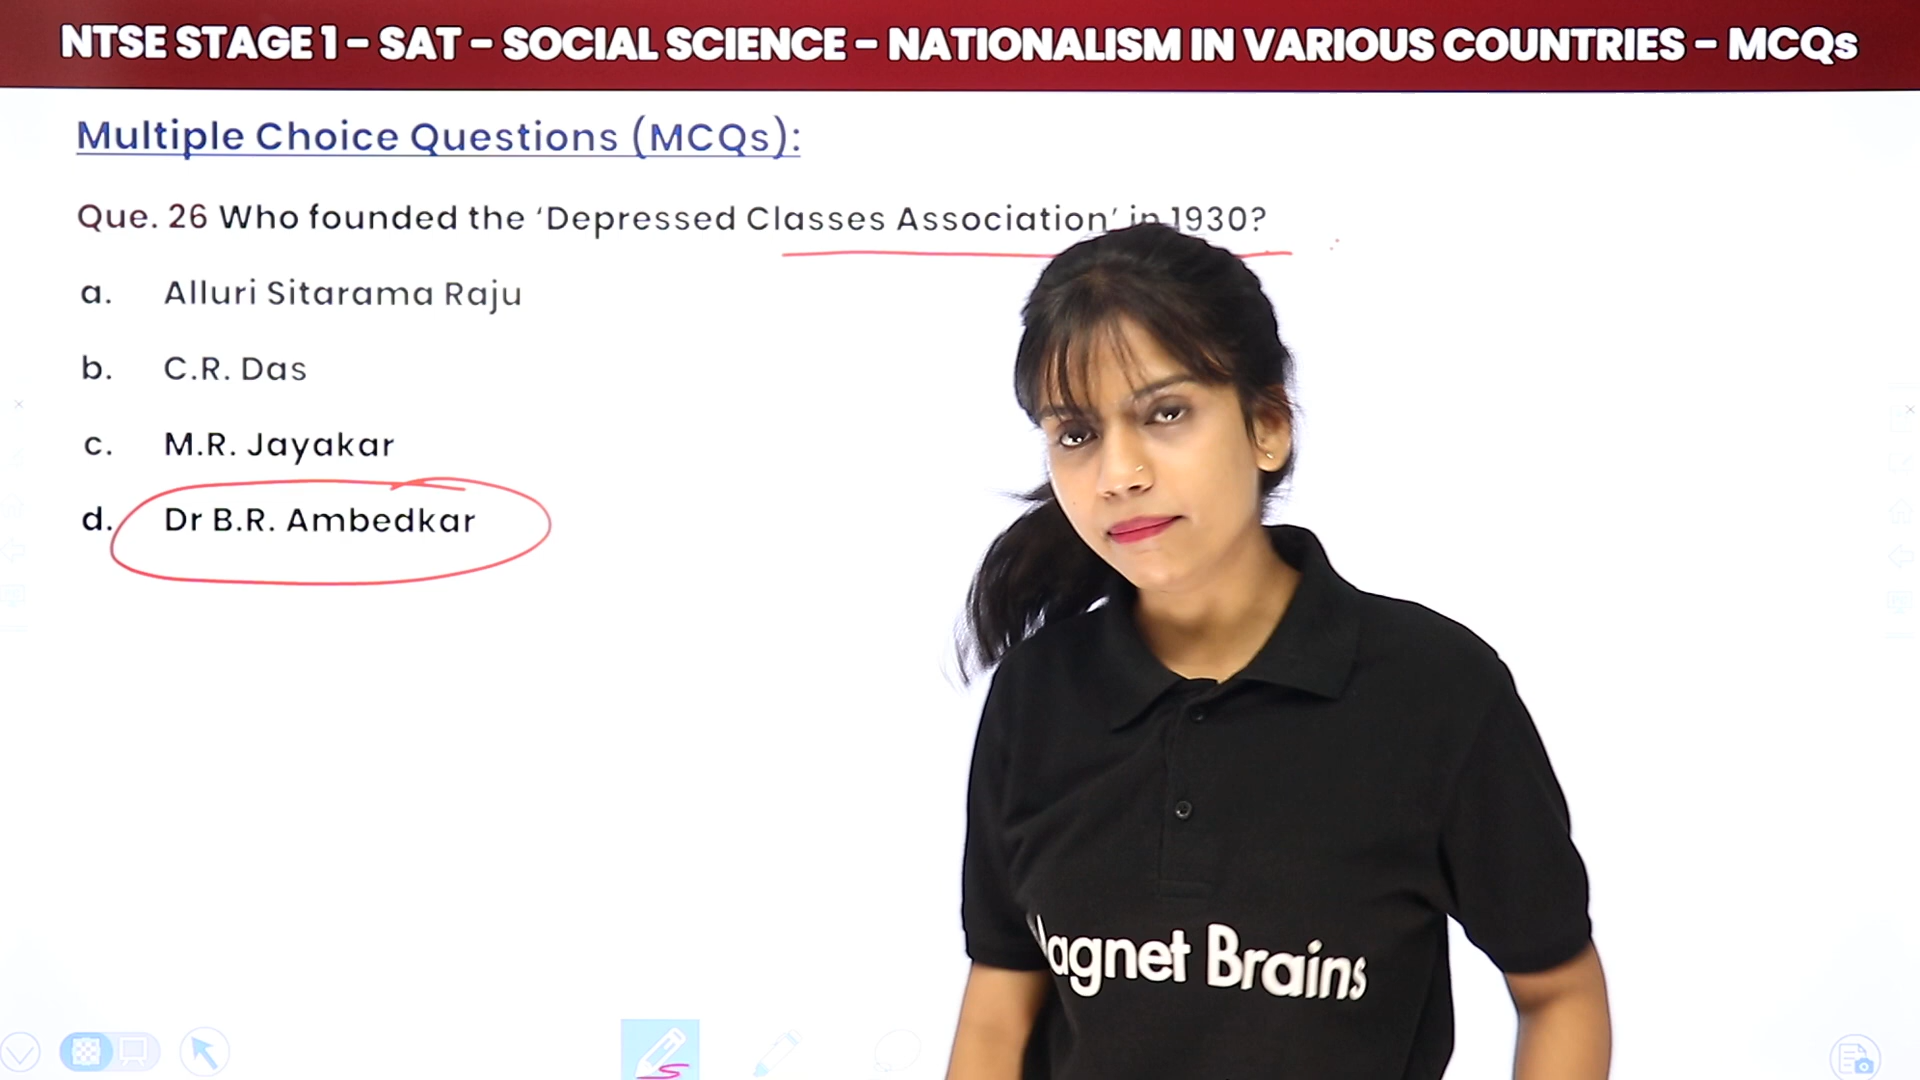 NTSE STAGE 1 – SAT – SOCIAL SCIENCE – NATIONALISM IN VARIOUS COUNTRIES – MCQs
Multiple Choice Questions (MCQs):
Que. 26 Who founded the ‘Depressed Classes Association’ in 1930?
a. Alluri Sitarama Raju
b. C.R. Das
c. M.R. Jayakar
d. Dr B.R. Ambedkar
Magnet Brains